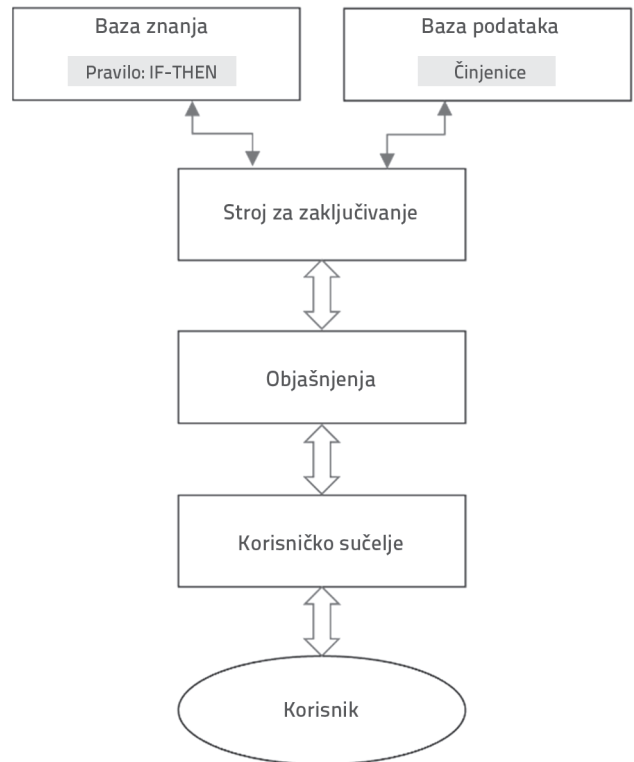 Baza znanja
Pravilo: IF-THEN
Baza podataka
Činjenice
Stroj za zaključivanje
Objašnjenja
Korisničko sučelje
Korisnik